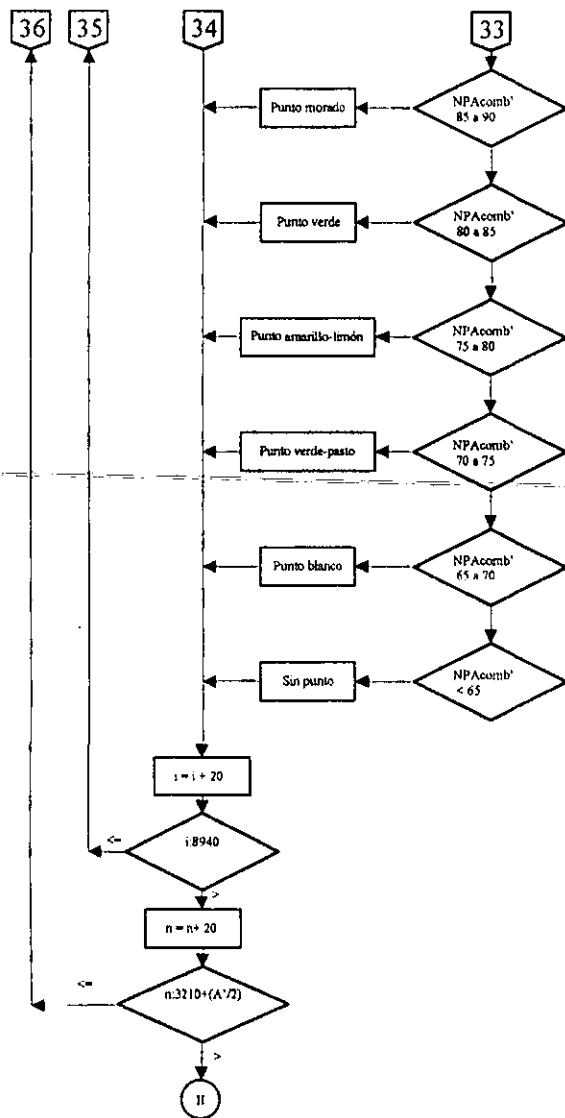 36 35 34 33
Punto morado
NPAcomb'
85 a 90
Punto verde
NPAcomb'
80 a 85
Punto amarillo-limón
NPAcomb'
75 a 80
Punto verde-pasto
NPAcomb'
70 a 75
Punto blanco
NPAcomb'
65 a 70
Sin punto
NPAcomb'
< 65
i = i + 20
<=
i:8940
>
n = n+ 20
<=
n:3210+(A'/2)
>